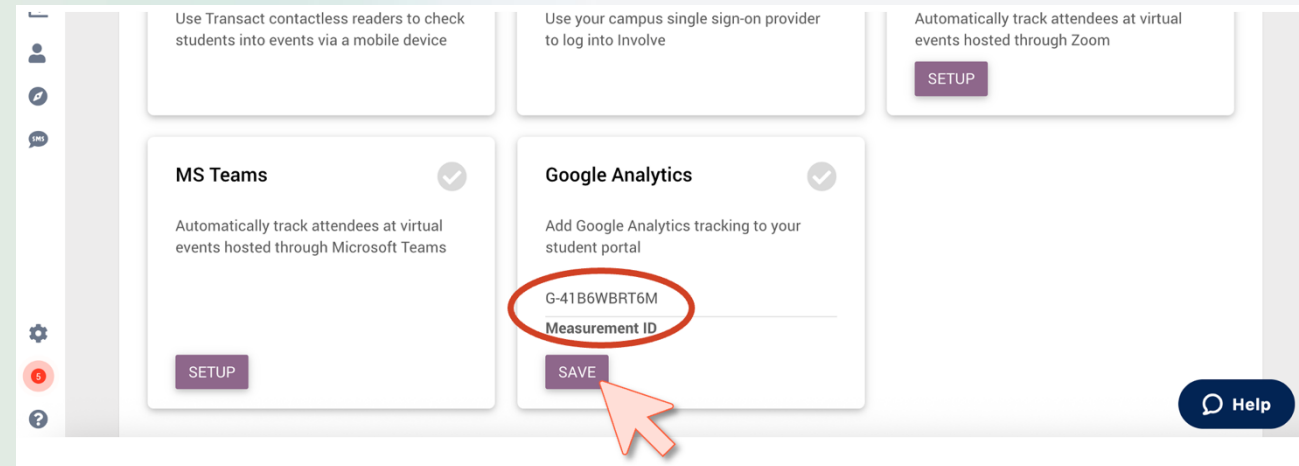 Use Transact contactless readers to check
students into events via a mobile device
Use your campus single sign-on provider
to log into Involve
Automatically track attendees at virtual
events hosted through Zoom
SETUP
SMS
MS Teams
Automatically track attendees at virtual
events hosted through Microsoft Teams
SETUP
Google Analytics
Add Google Analytics tracking to your
student portal
G-41B6WBRT6M
Measurement ID
SAVE
5
?
Help